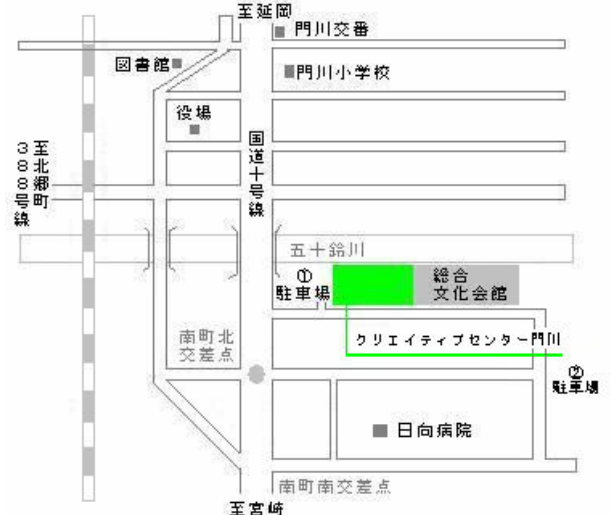 至延岡
門川交番
図書館
門川小学校
役場
国道十号線
至北郷町
388号線
五十鈴川
①
駐車場
総合
文化会館
南町北
交差点
クリエイティブセンター門川
②
駐車場
日向病院
南町南交差点
至宮崎